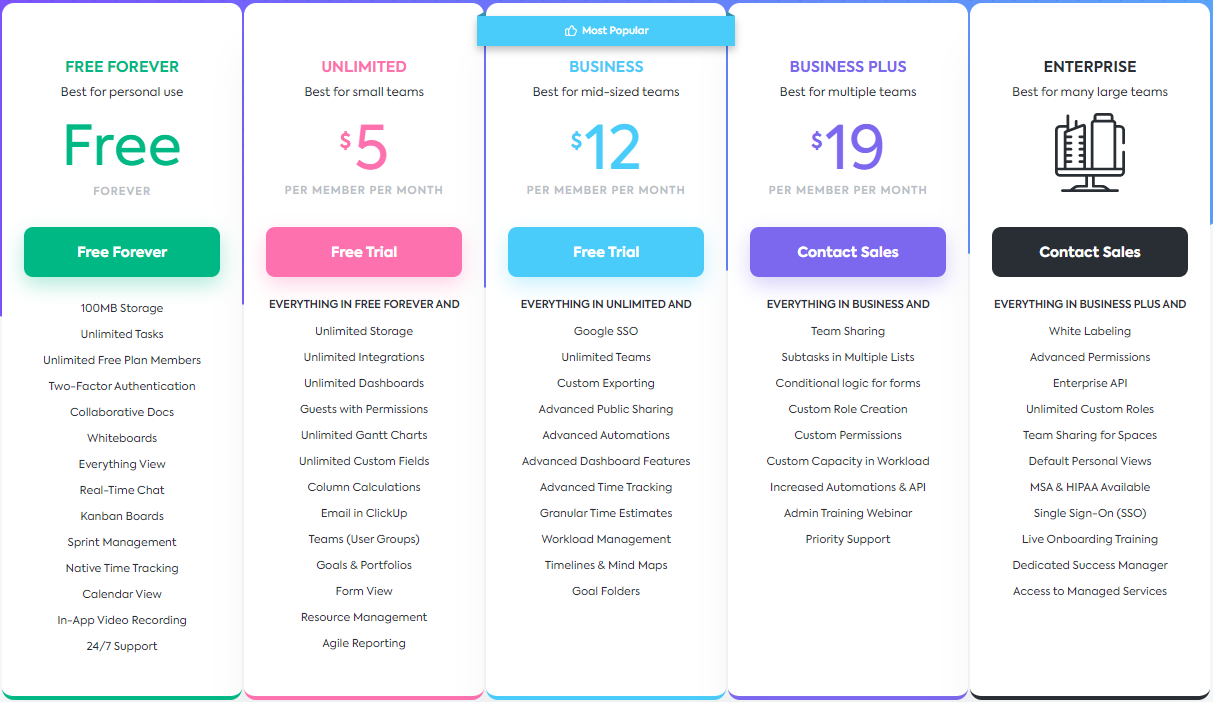 Most Popular
FREE FOREVER
Best for personal use
Free
FOREVER
Free Forever
100MB Storage
Unlimited Tasks
Unlimited Free Plan Members
Two-Factor Authentication
Collaborative Docs
Whiteboards
Everything View
Real-Time Chat
Kanban Boards
Sprint Management
Native Time Tracking
Calendar View
In-App Video Recording
24/7 Support
UNLIMITED
Best for small teams
$5
PER MEMBER PER MONTH
Free Trial
EVERYTHING IN FREE FOREVER AND
Unlimited Storage
Unlimited Integrations
Unlimited Dashboards
Guests with Permissions
Unlimited Gantt Charts
Unlimited Custom Fields
Column Calculations
Email in ClickUp
Teams (User Groups)
Goals & Portfolios
Form View
Resource Management
Agile Reporting
BUSINESS
Best for mid-sized teams
$12
PER MEMBER PER MONTH
Free Trial
EVERYTHING IN UNLIMITED AND
Google SSO
Unlimited Teams
Custom Exporting
Advanced Public Sharing
Advanced Automations
Advanced Dashboard Features
Advanced Time Tracking
Granular Time Estimates
Workload Management
Timelines & Mind Maps
Goal Folders
BUSINESS PLUS
Best for multiple teams
$19
PER MEMBER PER MONTH
Contact Sales
EVERYTHING IN BUSINESS AND
Team Sharing
Subtasks in Multiple Lists
Conditional logic for forms
Custom Role Creation
Custom Permissions
Custom Capacity in Workload
Increased Automations & API
Admin Training Webinar
Priority Support
ENTERPRISE
Best for many large teams
Contact Sales
EVERYTHING IN BUSINESS PLUS AND
White Labeling
Advanced Permissions
Enterprise API
Unlimited Custom Roles
Team Sharing for Spaces
Default Personal Views
MSA & HIPAA Available
Single Sign-On (SSO)
Live Onboarding Training
Dedicated Success Manager
Access to Managed Services